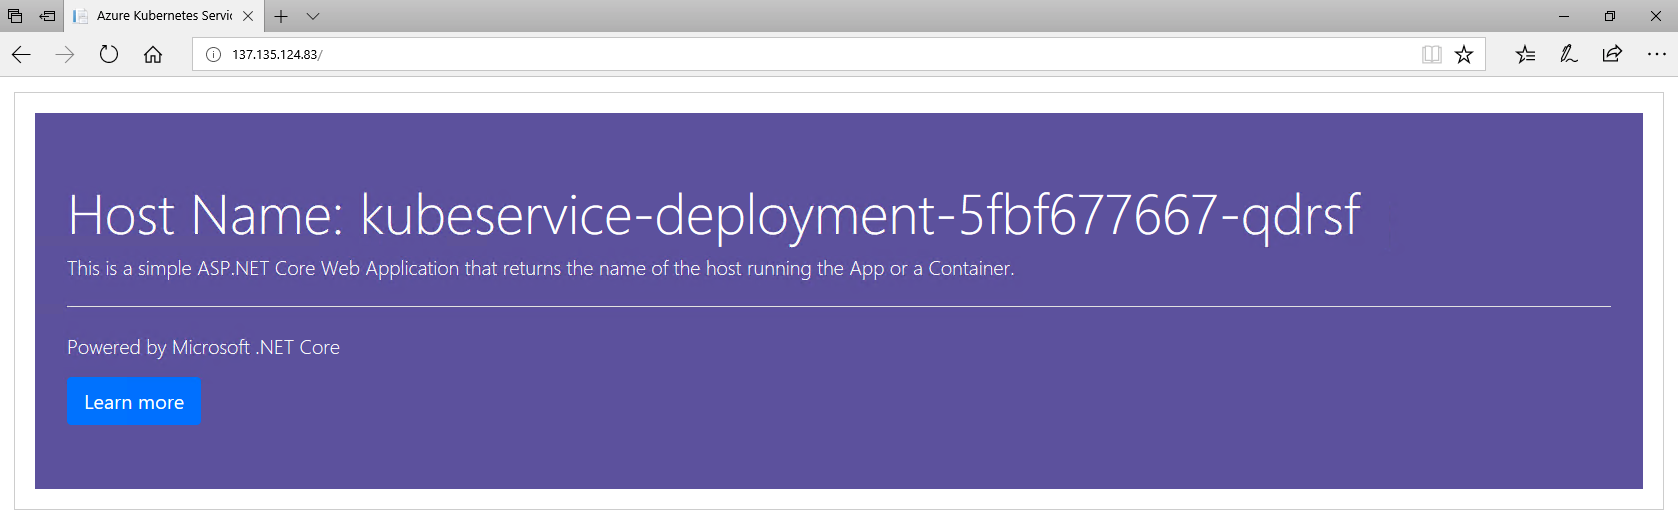 Azure Kubernetes Servic
137.135.124.83/
Host Name: kubeservice-deployment-5fbf677667-qdrsf
This is a simple ASP.NET Core Web Application that returns the name of the host running the App or a Container.
Powered by Microsoft .NET Core
Learn more